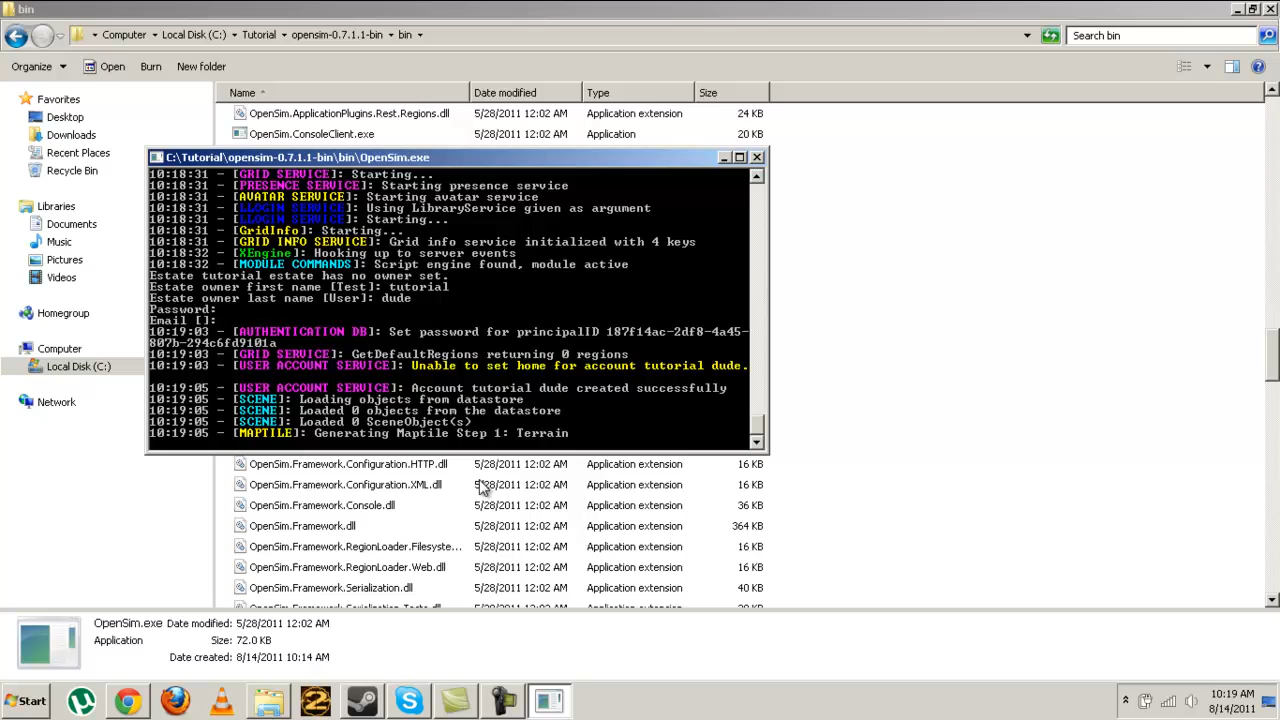 bin
Computer Local Disk (C:) Tutorial opensim-0.7.1.1-bin bin
Search bin
Organize Open Burn New folder
Name Date modified Type Size
Favorites
Desktop
Downloads
Recent Places
Recycle Bin
Libraries
Documents
Music
Pictures
Videos
Homegroup
Computer
Local Disk (C:)
Network
OpenSim.ApplicationPlugins.Rest.Regions.dll 5/28/2011 12:02 AM Application extension 24 KB
OpenSim.ConsoleClient.exe 5/28/2011 12:02 AM Application 20 KB
C:\Tutorial\opensim-0.7.1.1-bin\bin\OpenSim.exe
10:18:31 - [GRID SERVICE]: Starting...
10:18:31 - [PRESENCE SERVICE]: Starting presence service
10:18:31 - [AVATAR SERVICE]: Starting avatar service
10:18:31 - [LLOGIN SERVICE]: Using LibraryService given as argument
10:18:31 - [LLOGIN SERVICE]: Starting...
10:18:31 - [GridInfo]: Starting...
10:18:31 - [GRID INFO SERVICE]: Grid info service initialized with 4 keys
10:18:32 - [XEngine]: Hooking up to server events
10:18:32 - [MODULE COMMANDS]: Script engine found, module active
Estate tutorial estate has no owner set.
Estate owner first name [Test]: tutorial
Estate owner last name [User]: dude
Password:
Email []:
10:19:03 - [AUTHENTICATION DB]: Set password for principalID 187f14ac-2df8-4a45-
807b-294c6fd9101a
10:19:03 - [GRID SERVICE]: GetDefaultRegions returning 0 regions
10:19:03 - [USER ACCOUNT SERVICE]: Unable to set home for account tutorial dude.
10:19:05 - [USER ACCOUNT SERVICE]: Account tutorial dude created successfully
10:19:05 - [SCENE]: Loading objects from datastore
10:19:05 - [SCENE]: Loaded 0 objects from the datastore
10:19:05 - [SCENE]: Loaded 0 SceneObject(s)
10:19:05 - [MAPTILE]: Generating Maptile Step 1: Terrain
OpenSim.Framework.Configuration.HTTP.dll 5/28/2011 12:02 AM Application extension 16 KB
OpenSim.Framework.Configuration.XML.dll 5/28/2011 12:02 AM Application extension 16 KB
OpenSim.Framework.Console.dll 5/28/2011 12:02 AM Application extension 36 KB
OpenSim.Framework.dll 5/28/2011 12:02 AM Application extension 364 KB
OpenSim.Framework.RegionLoader.Filesyste... 5/28/2011 12:02 AM Application extension 16 KB
OpenSim.Framework.RegionLoader.Web.dll 5/28/2011 12:02 AM Application extension 16 KB
OpenSim.Framework.Serialization.dll 5/28/2011 12:02 AM Application extension 40 KB
OpenSim.exe Date modified: 5/28/2011 12:02 AM
Application Size: 72.0 KB
Date created: 8/14/2011 10:14 AM
Start
10:19 AM
8/14/2011